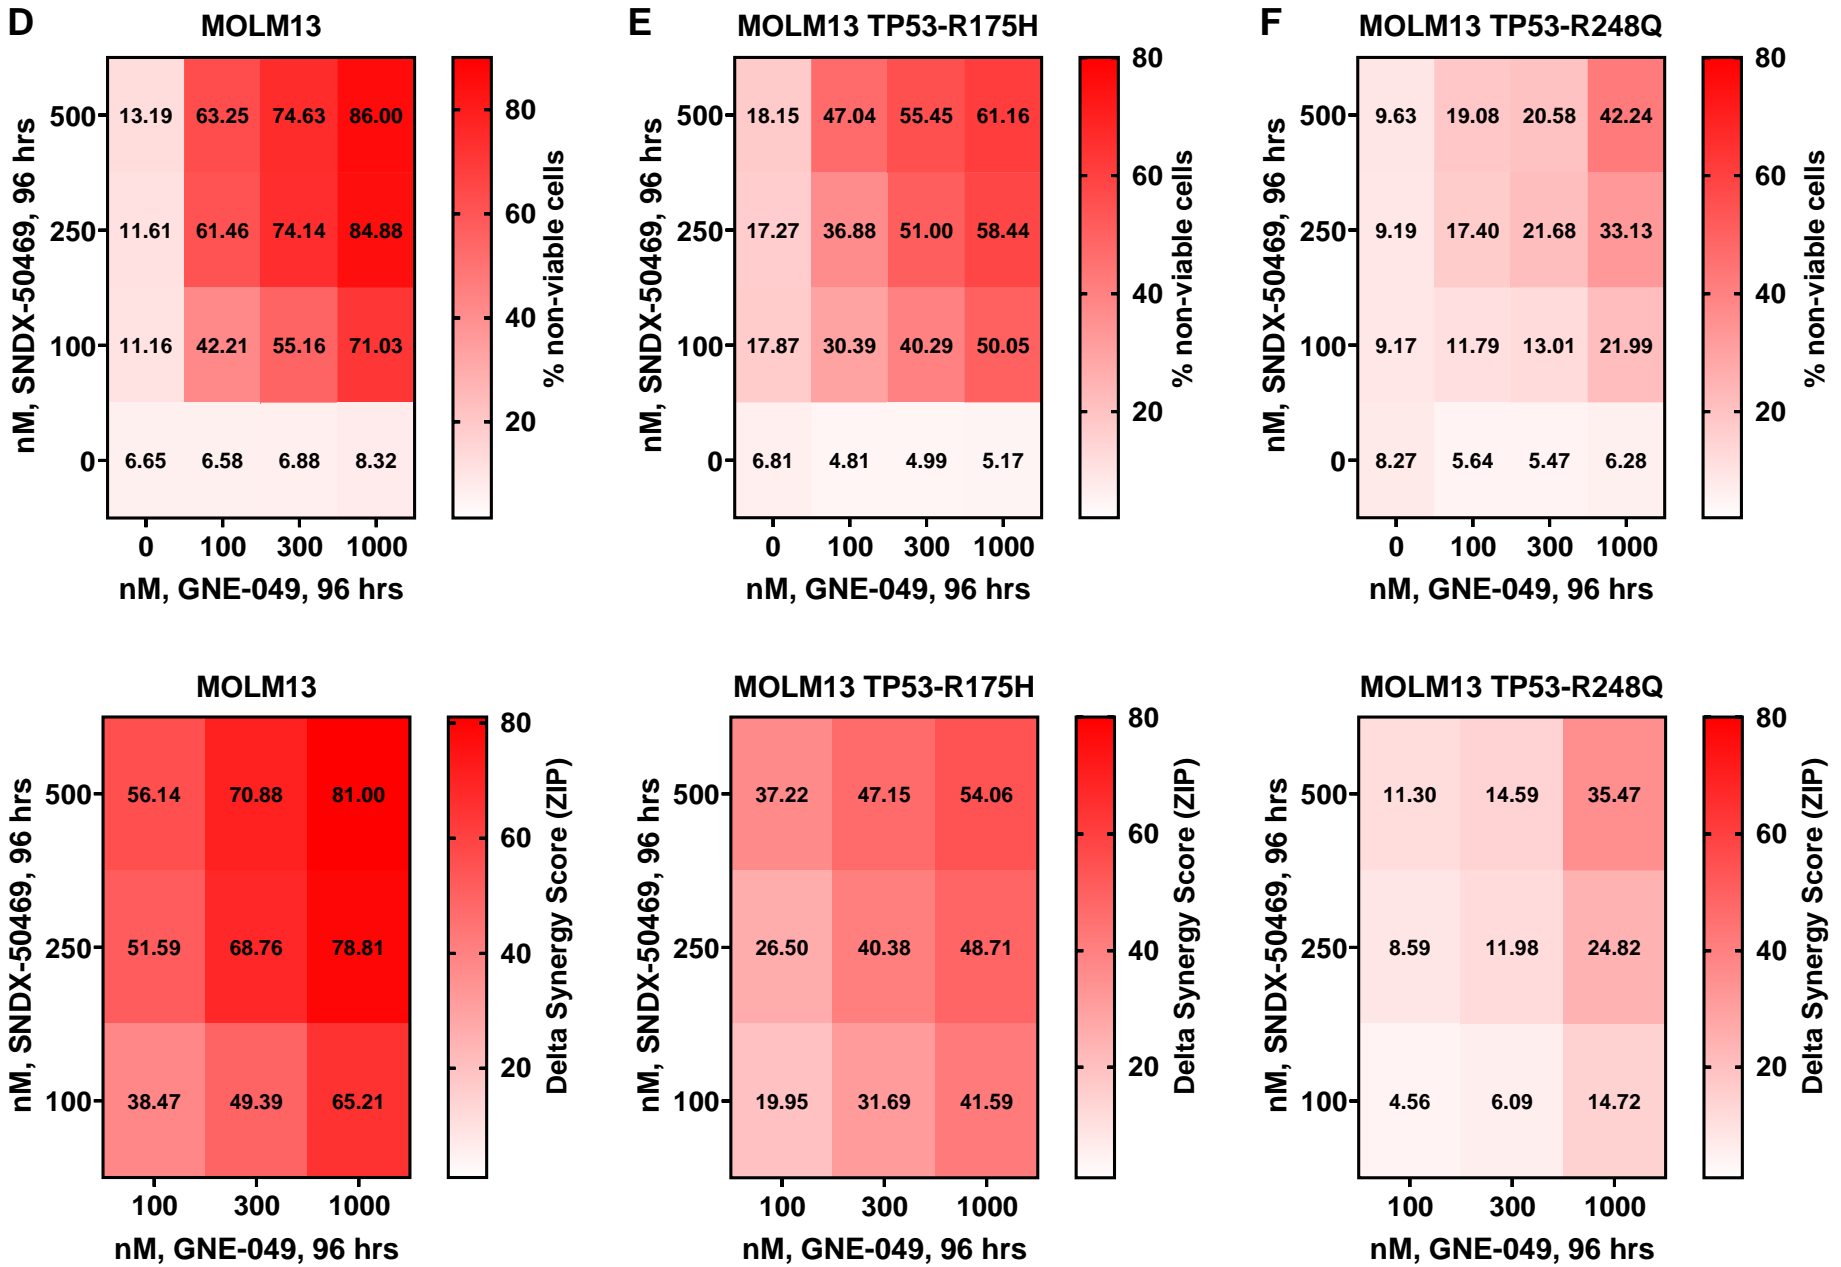 D
MOLM13
500 13.19 63.25 74.63 86.00
250 11.61 61.46 74.14 84.88
100 11.16 42.21 55.16 71.03
0 6.65 6.58 6.88 8.32
0 100 300 1000
nM, GNE-049, 96 hrs
nM, SNDX-50469, 96 hrs
80
60
40
20
% non-viable cells
E
MOLM13 TP53-R175H
500 18.15 47.04 55.45 61.16
250 17.27 36.88 51.00 58.44
100 17.87 30.39 40.29 50.05
0 6.81 4.81 4.99 5.17
0 100 300 1000
nM, GNE-049, 96 hrs
nM, SNDX-50469, 96 hrs
80
60
40
20
% non-viable cells
F
MOLM13 TP53-R248Q
500 9.63 19.08 20.58 42.24
250 9.19 17.40 21.68 33.13
100 9.17 11.79 13.01 21.99
0 8.27 5.64 5.47 6.28
0 100 300 1000
nM, GNE-049, 96 hrs
nM, SNDX-50469, 96 hrs
80
60
40
20
% non-viable cells
MOLM13
500 56.14 70.88 81.00
250 51.59 68.76 78.81
100 38.47 49.39 65.21
100 300 1000
nM, GNE-049, 96 hrs
nM, SNDX-50469, 96 hrs
80
60
40
20
Delta Synergy Score (ZIP)
MOLM13 TP53-R175H
500 37.22 47.15 54.06
250 26.50 40.38 48.71
100 19.95 31.69 41.59
100 300 1000
nM, GNE-049, 96 hrs
nM, SNDX-50469, 96 hrs
80
60
40
20
Delta Synergy Score (ZIP)
MOLM13 TP53-R248Q
500 11.30 14.59 35.47
250 8.59 11.98 24.82
100 4.56 6.09 14.72
100 300 1000
nM, GNE-049, 96 hrs
nM, SNDX-50469, 96 hrs
80
60
40
20
Delta Synergy Score (ZIP)